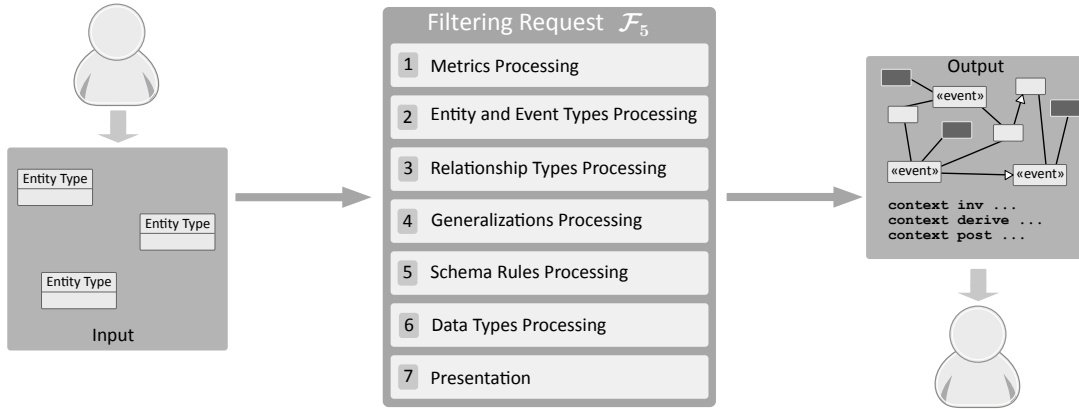 Entity Type
Entity Type
Entity Type
Input
Filtering Request 𝓕₅
1 Metrics Processing
2 Entity and Event Types Processing
3 Relationship Types Processing
4 Generalizations Processing
5 Schema Rules Processing
6 Data Types Processing
7 Presentation
Output
«event»
«event»
«event»
context inv ...
context derive ...
context post ...